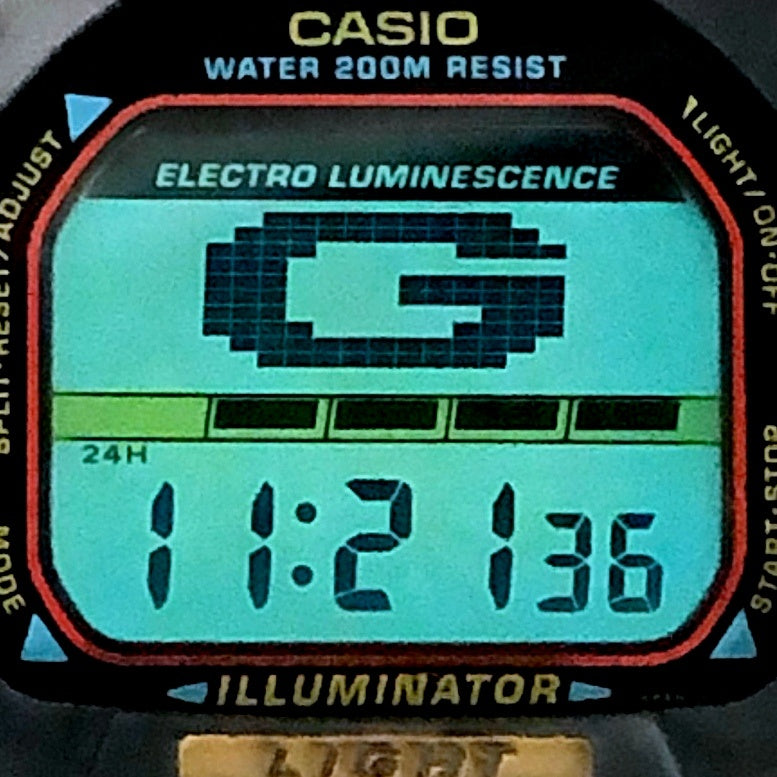 CASIO
WATER 200M RESIST
SPLIT·RESET/ADJUST
LIGHT/ON·OFF
ELECTRO LUMINESCENCE
G
24H
11:21 36
MODE
START·STOP
ILLUMINATOR
LIGHT